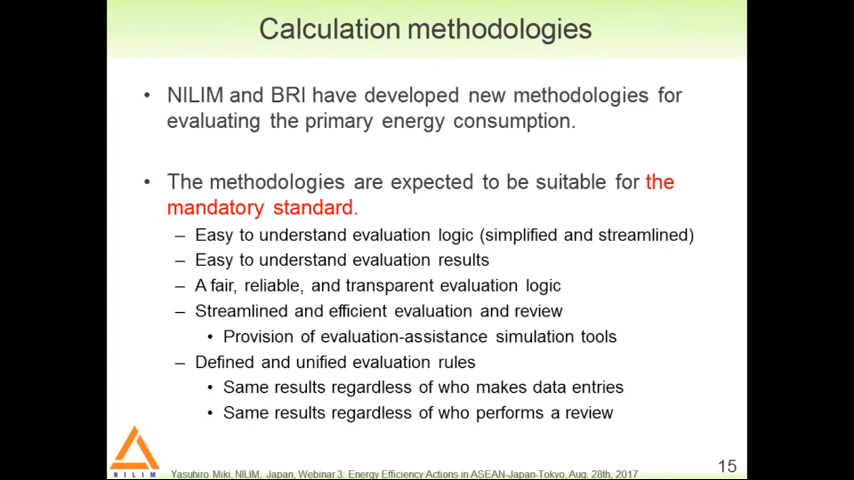 Calculation methodologies
• NILIM and BRI have developed new methodologies for
evaluating the primary energy consumption.
• The methodologies are expected to be suitable for the
mandatory standard.
– Easy to understand evaluation logic (simplified and streamlined)
– Easy to understand evaluation results
– A fair, reliable, and transparent evaluation logic
– Streamlined and efficient evaluation and review
• Provision of evaluation-assistance simulation tools
– Defined and unified evaluation rules
• Same results regardless of who makes data entries
• Same results regardless of who performs a review
NILIM
Yasuhiro Miki, NILIM, Japan, Webinar 3: Energy Efficiency Actions in ASEAN-Japan-Tokyo, Aug. 28th, 2017
15